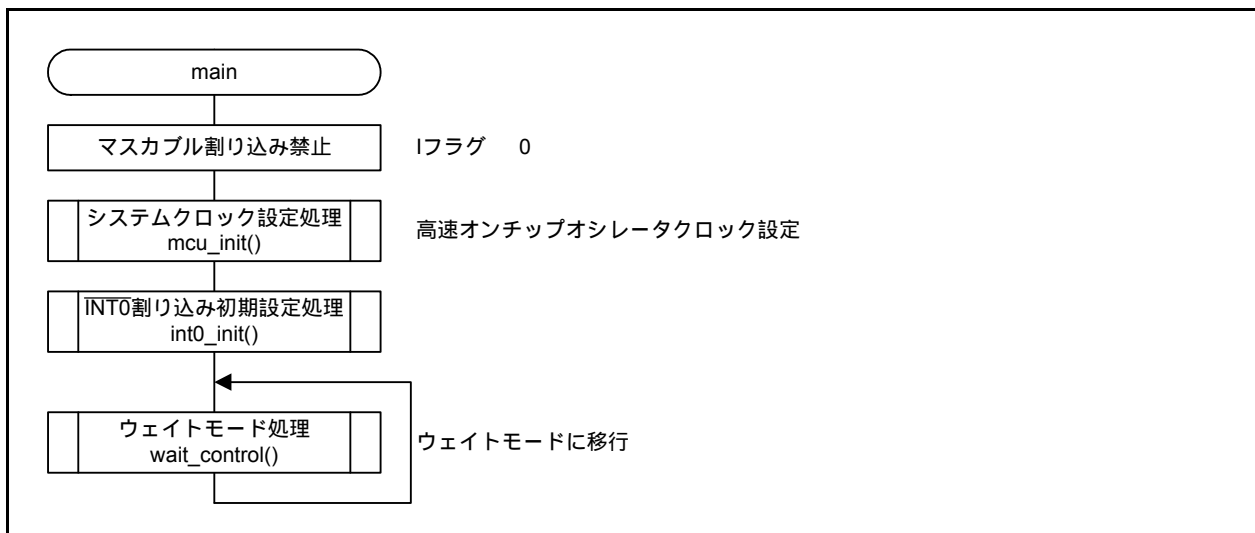 main
マスカブル割り込み禁止 Iフラグ 0
システムクロック設定処理
mcu_init()
高速オンチップオシレータクロック設定
INT0割り込み初期設定処理
int0_init()
ウェイトモード処理
wait_control()
ウェイトモードに移行